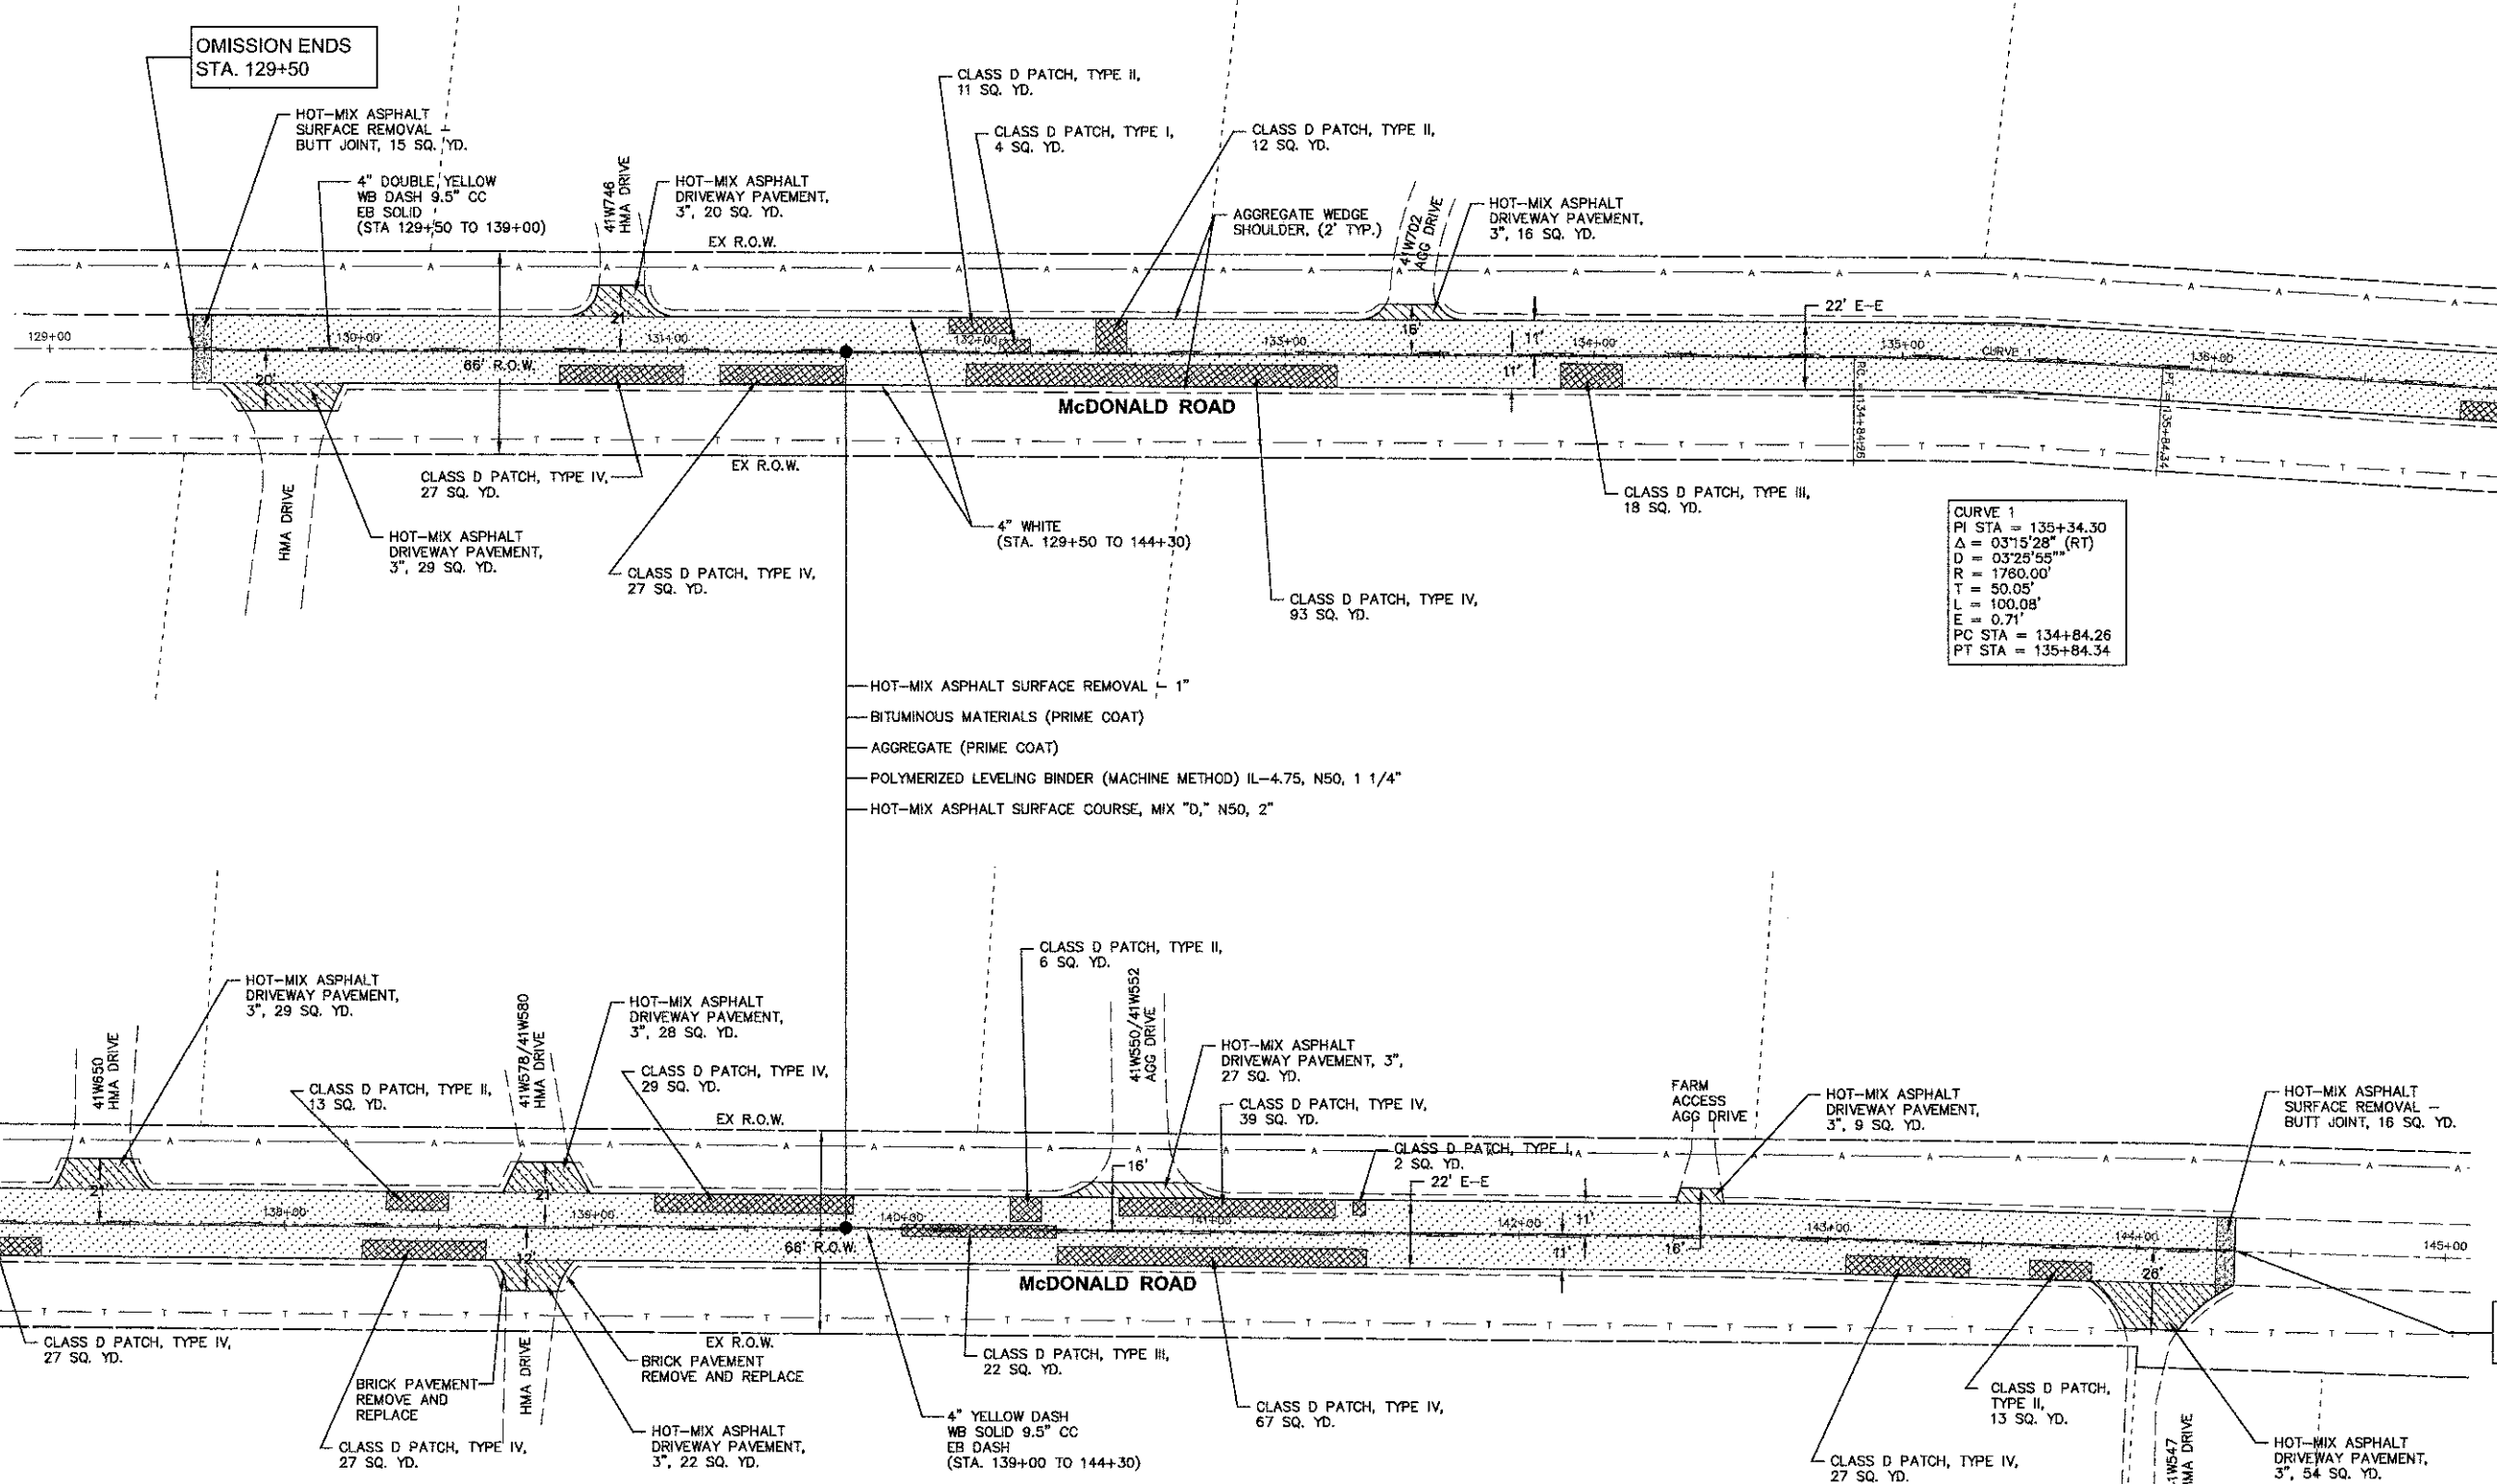 OMISSION ENDS
STA. 129+50
HOT-MIX ASPHALT
SURFACE REMOVAL -
BUTT JOINT, 15 SQ. YD.
4" DOUBLE YELLOW
WB DASH 9.5" CC
EB SOLID
(STA 129+50 TO 139+00)
41W746
HMA DRIVE
HOT-MIX ASPHALT
DRIVEWAY PAVEMENT,
3", 20 SQ. YD.
CLASS D PATCH, TYPE II,
11 SQ. YD.
CLASS D PATCH, TYPE I,
4 SQ. YD.
CLASS D PATCH, TYPE II,
12 SQ. YD.
AGGREGATE WEDGE
SHOULDER, (2' TYP.)
41W702
AGG DRIVE
HOT-MIX ASPHALT
DRIVEWAY PAVEMENT,
3", 16 SQ. YD.
EX R.O.W.
A A A A A A A A A A A A A A A A A A A A A A A A A A A A
129+00
130+00
131+00
132+00
133+00
134+00
135+00
CURVE 1
136+00
21'
16'
11'
11'
22' E-E
20'
66' R.O.W.
McDONALD ROAD
PC = 134+84.26
PT = 135+84.34
T T T T T T T T T T T T T T T T T T T T T T T T T T T T
EX R.O.W.
CLASS D PATCH, TYPE IV,
27 SQ. YD.
HMA DRIVE
HOT-MIX ASPHALT
DRIVEWAY PAVEMENT,
3", 29 SQ. YD.
CLASS D PATCH, TYPE IV,
27 SQ. YD.
4" WHITE
(STA. 129+50 TO 144+30)
CLASS D PATCH, TYPE IV,
93 SQ. YD.
CLASS D PATCH, TYPE III,
18 SQ. YD.
CURVE 1
PI STA = 135+34.30
Δ = 03°15'28" (RT)
D = 03°25'55""
R = 1760.00'
T = 50.05'
L = 100.08'
E = 0.71'
PC STA = 134+84.26
PT STA = 135+84.34
HOT-MIX ASPHALT SURFACE REMOVAL - 1"
BITUMINOUS MATERIALS (PRIME COAT)
AGGREGATE (PRIME COAT)
POLYMERIZED LEVELING BINDER (MACHINE METHOD) IL-4.75, N50, 1 1/4"
HOT-MIX ASPHALT SURFACE COURSE, MIX "D," N50, 2"
41W650
HMA DRIVE
HOT-MIX ASPHALT
DRIVEWAY PAVEMENT,
3", 29 SQ. YD.
CLASS D PATCH, TYPE II,
13 SQ. YD.
41W578/41W580
HMA DRIVE
HOT-MIX ASPHALT
DRIVEWAY PAVEMENT,
3", 28 SQ. YD.
CLASS D PATCH, TYPE IV,
29 SQ. YD.
CLASS D PATCH, TYPE II,
6 SQ. YD.
41W550/41W552
AGG DRIVE
HOT-MIX ASPHALT
DRIVEWAY PAVEMENT, 3",
27 SQ. YD.
CLASS D PATCH, TYPE IV,
39 SQ. YD.
CLASS D PATCH, TYPE I,
2 SQ. YD.
22' E-E
FARM
ACCESS
AGG DRIVE
HOT-MIX ASPHALT
DRIVEWAY PAVEMENT,
3", 9 SQ. YD.
HOT-MIX ASPHALT
SURFACE REMOVAL -
BUTT JOINT, 16 SQ. YD.
EX R.O.W.
A A A A A A A A A A A A A A A A A A A A A A A A A A A
138+00
139+00
140+00
141+00
142+00
143+00
144+00
145+00
21'
16'
11'
11'
16'
12'
26'
66' R.O.W.
McDONALD ROAD
T T T T T T T T T T T T T T T T T T T T T T T T T T T
EX R.O.W.
CLASS D PATCH, TYPE IV,
27 SQ. YD.
BRICK PAVEMENT
REMOVE AND
REPLACE
CLASS D PATCH, TYPE IV,
27 SQ. YD.
HMA DRIVE
BRICK PAVEMENT
REMOVE AND REPLACE
HOT-MIX ASPHALT
DRIVEWAY PAVEMENT,
3", 22 SQ. YD.
CLASS D PATCH, TYPE III,
22 SQ. YD.
4" YELLOW DASH
WB SOLID 9.5" CC
EB DASH
(STA. 139+00 TO 144+30)
CLASS D PATCH, TYPE IV,
67 SQ. YD.
CLASS D PATCH, TYPE IV,
27 SQ. YD.
CLASS D PATCH,
TYPE II,
13 SQ. YD.
HOT-MIX ASPHALT
DRIVEWAY PAVEMENT,
3", 54 SQ. YD.